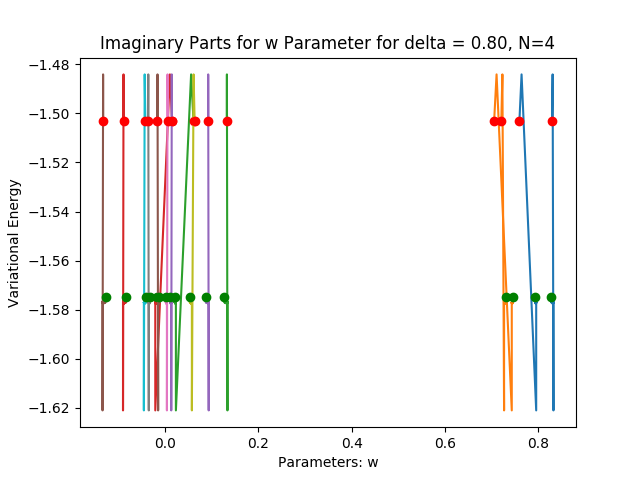 Imaginary Parts for w Parameter for delta = 0.80, N=4
−1.48
−1.50
−1.52
−1.54
−1.56
−1.58
−1.60
−1.62
Variational Energy
0.0 0.2 0.4 0.6 0.8
Parameters: w